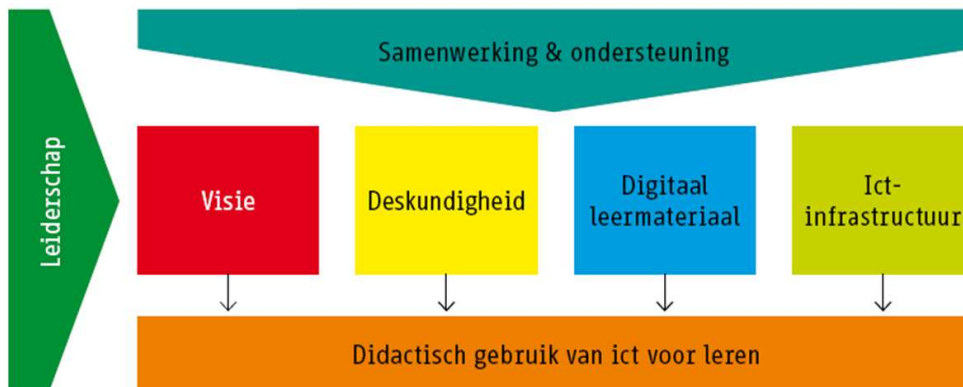 Samenwerking & ondersteuning
Leiderschap
Visie
Deskundigheid
Digitaal
leermateriaal
Ict-
infrastructuur
Didactisch gebruik van ict voor leren